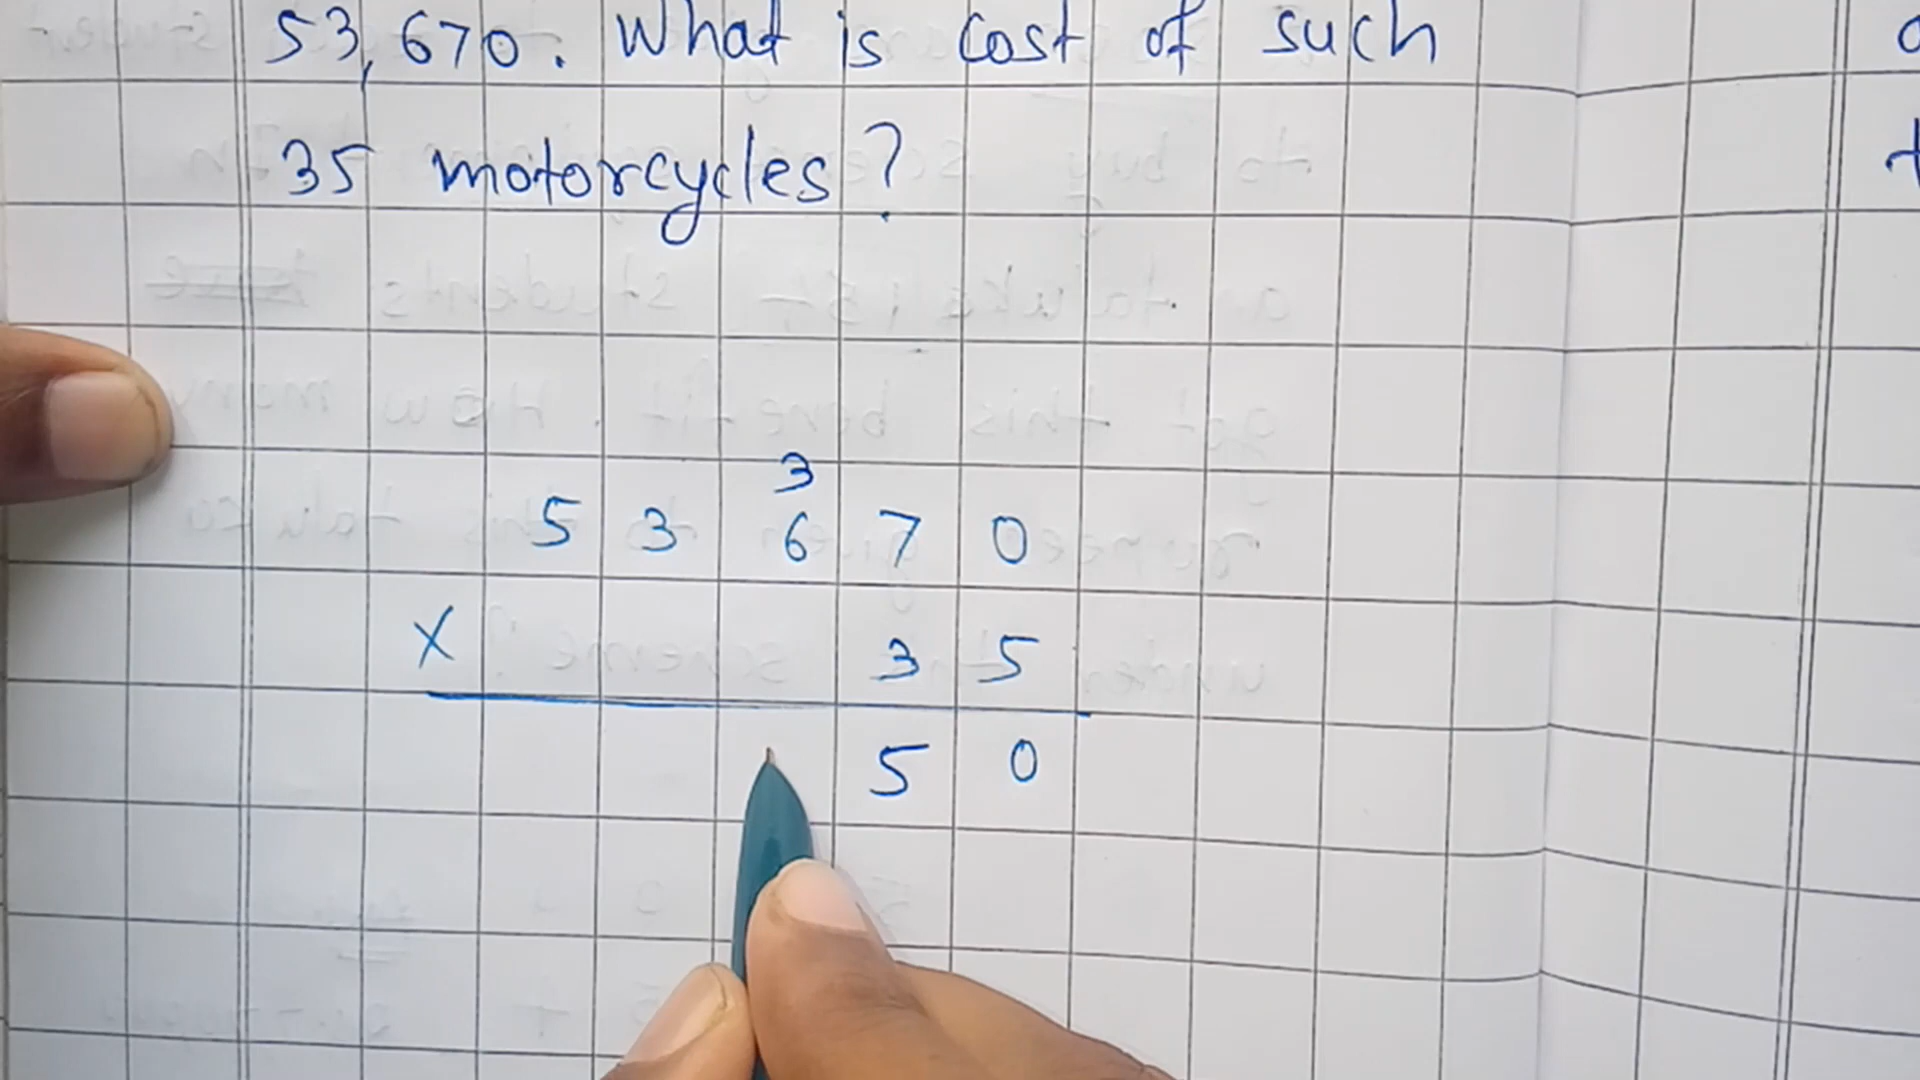 53,670. What is cost of such
35 motorcycles?
3
5 3 6 7 0
X 3 5
5 0